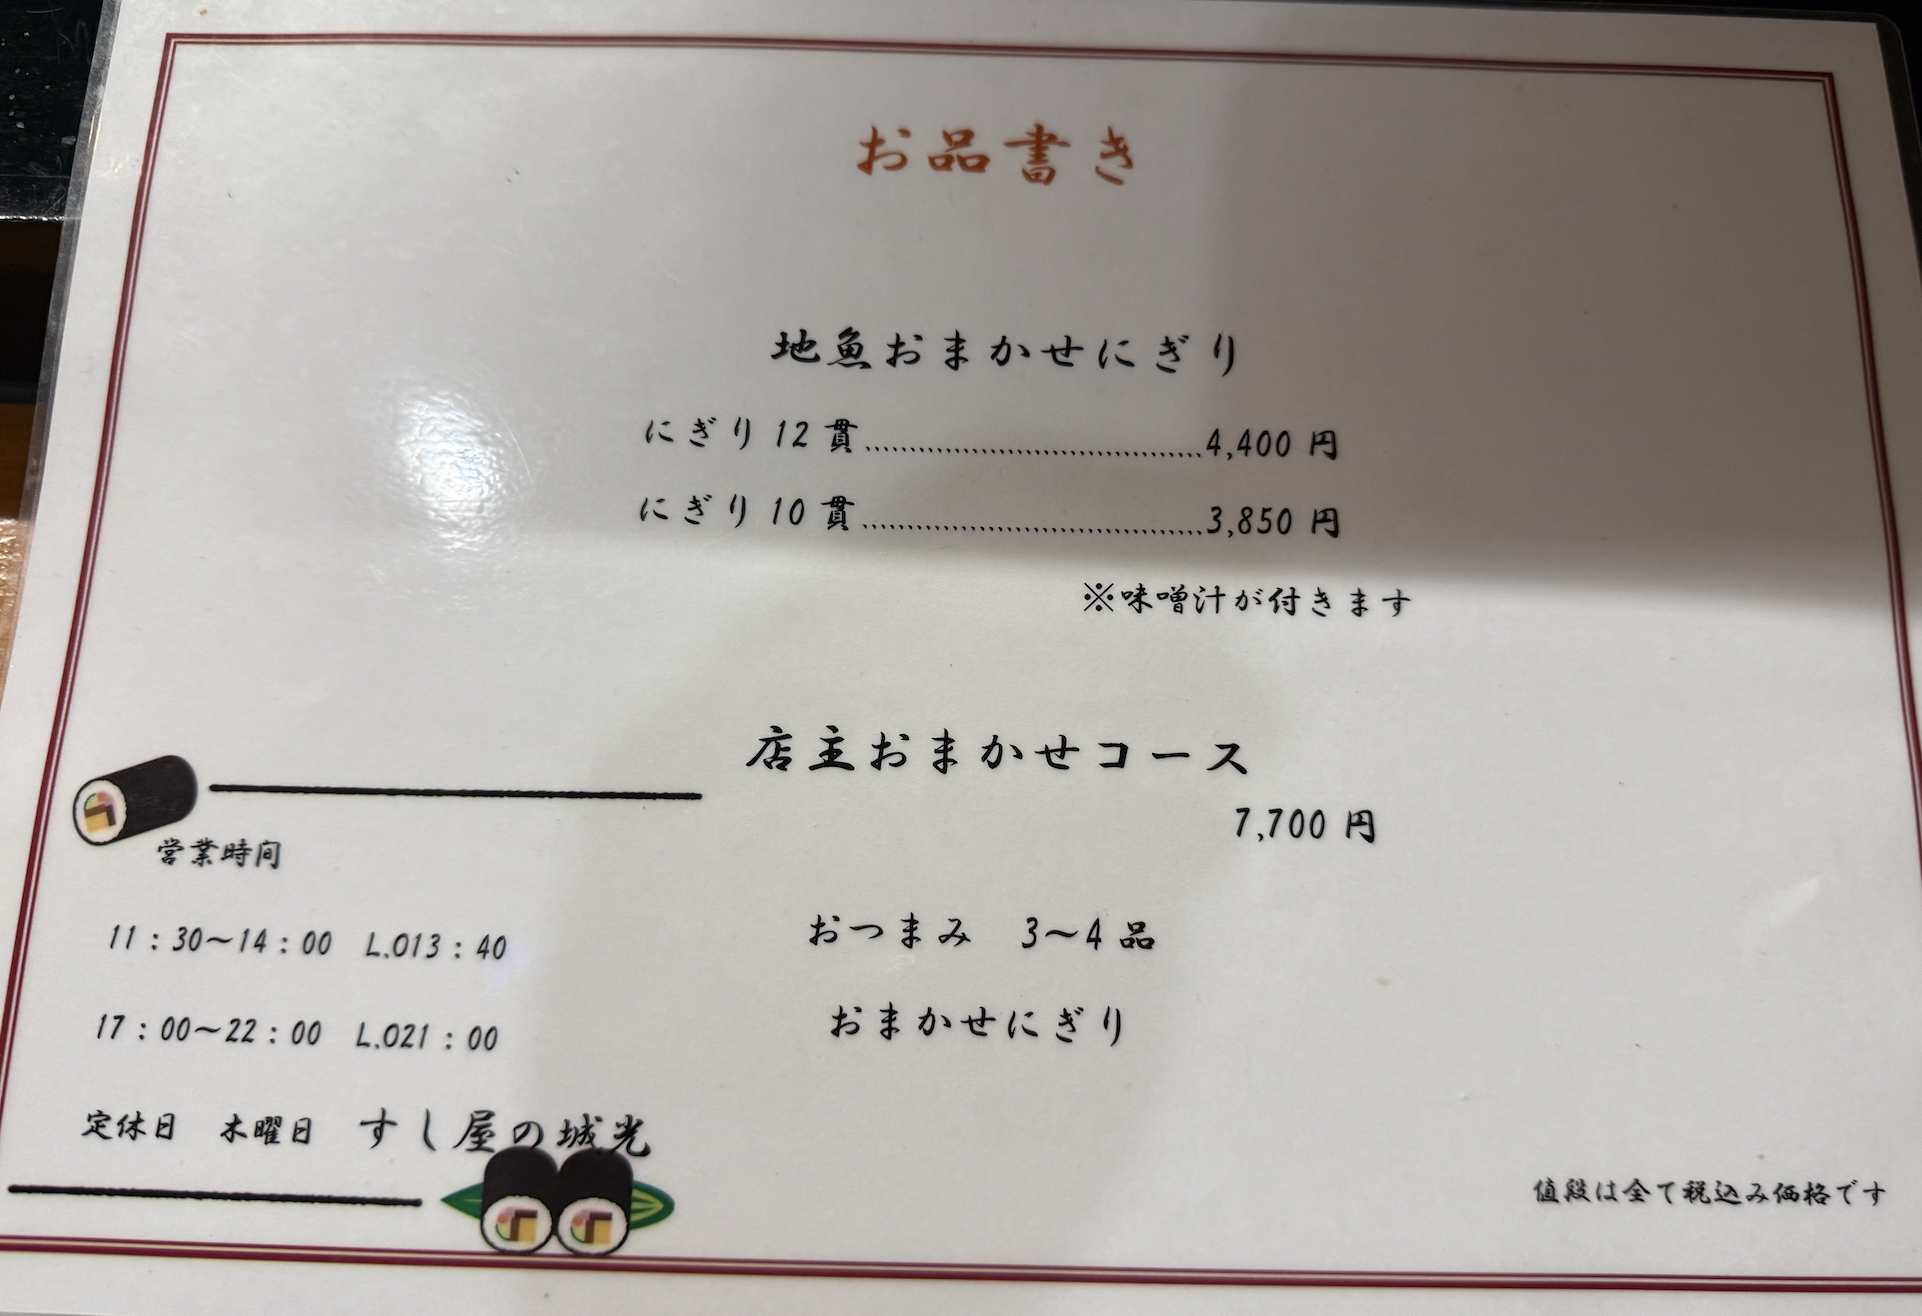 お品書き
地魚おまかせにぎり
にぎり12貫......................................4,400 円
にぎり10貫......................................3,850 円
※味噌汁が付きます
店主おまかせコース
7,700 円
おつまみ　3～4品
おまかせにぎり
営業時間
11：30～14：00　L.O13：40
17：00～22：00　L.O21：00
定休日　木曜日　すし屋の城光
値段は全て税込み価格です